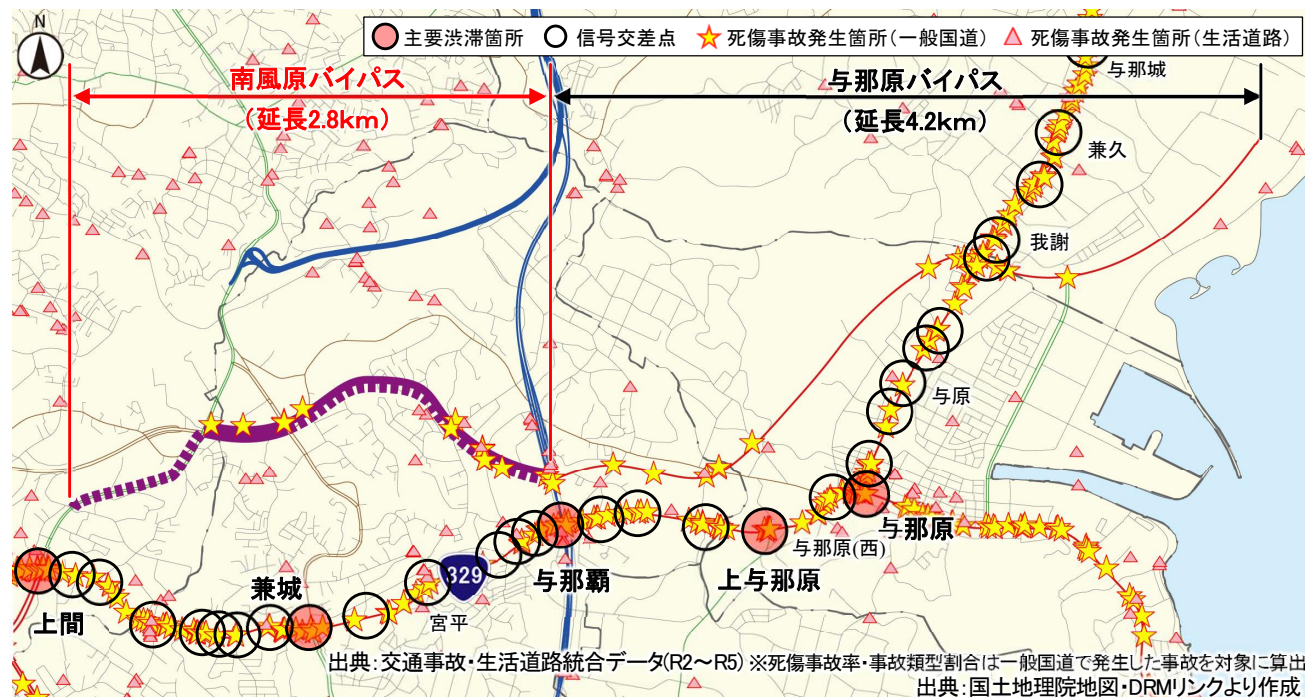 N
主要渋滞箇所 信号交差点 死傷事故発生箇所(一般国道) 死傷事故発生箇所(生活道路)
与那城
南風原バイパス
(延長2.8km)
与那原バイパス
(延長4.2km)
兼久
我謝
与原
与那原
与那原(西)
上与那原
与那覇
329
宮平
兼城
上間
出典:交通事故・生活道路統合データ(R2～R5) ※死傷事故率・事故類型割合は一般国道で発生した事故を対象に算出
出典:国土地理院地図・DRMリンクより作成